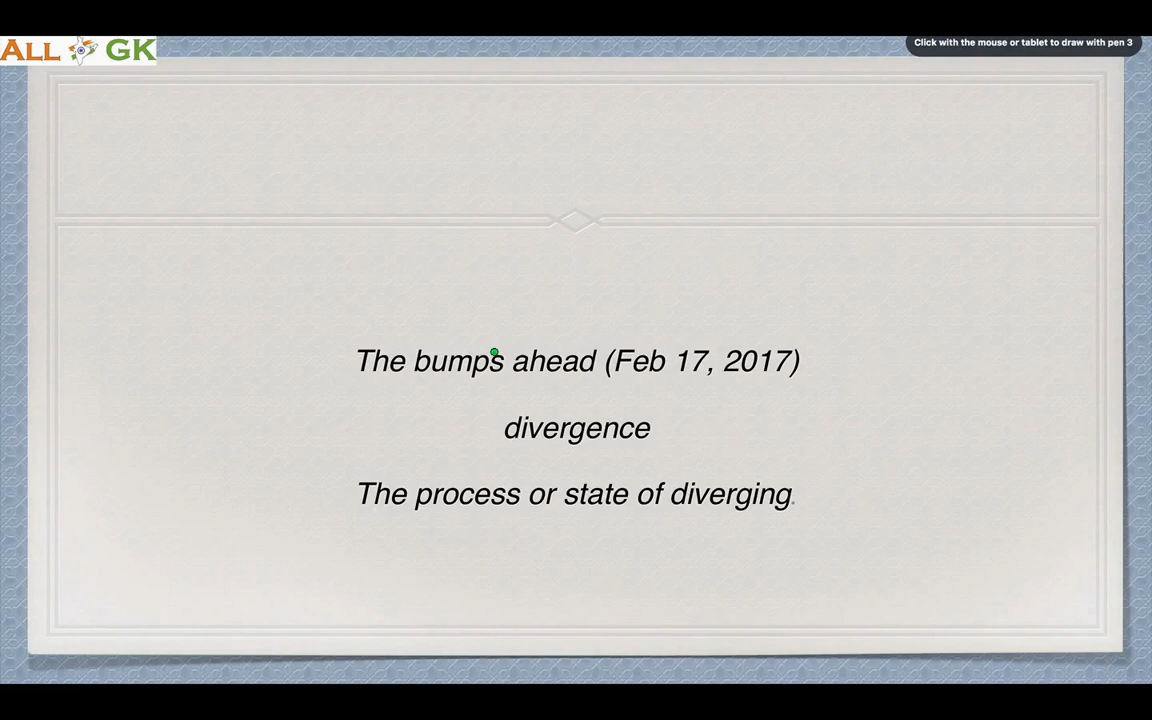 ALL GK
Click with the mouse or tablet to draw with pen 3
The bumps ahead (Feb 17, 2017)
divergence
The process or state of diverging.